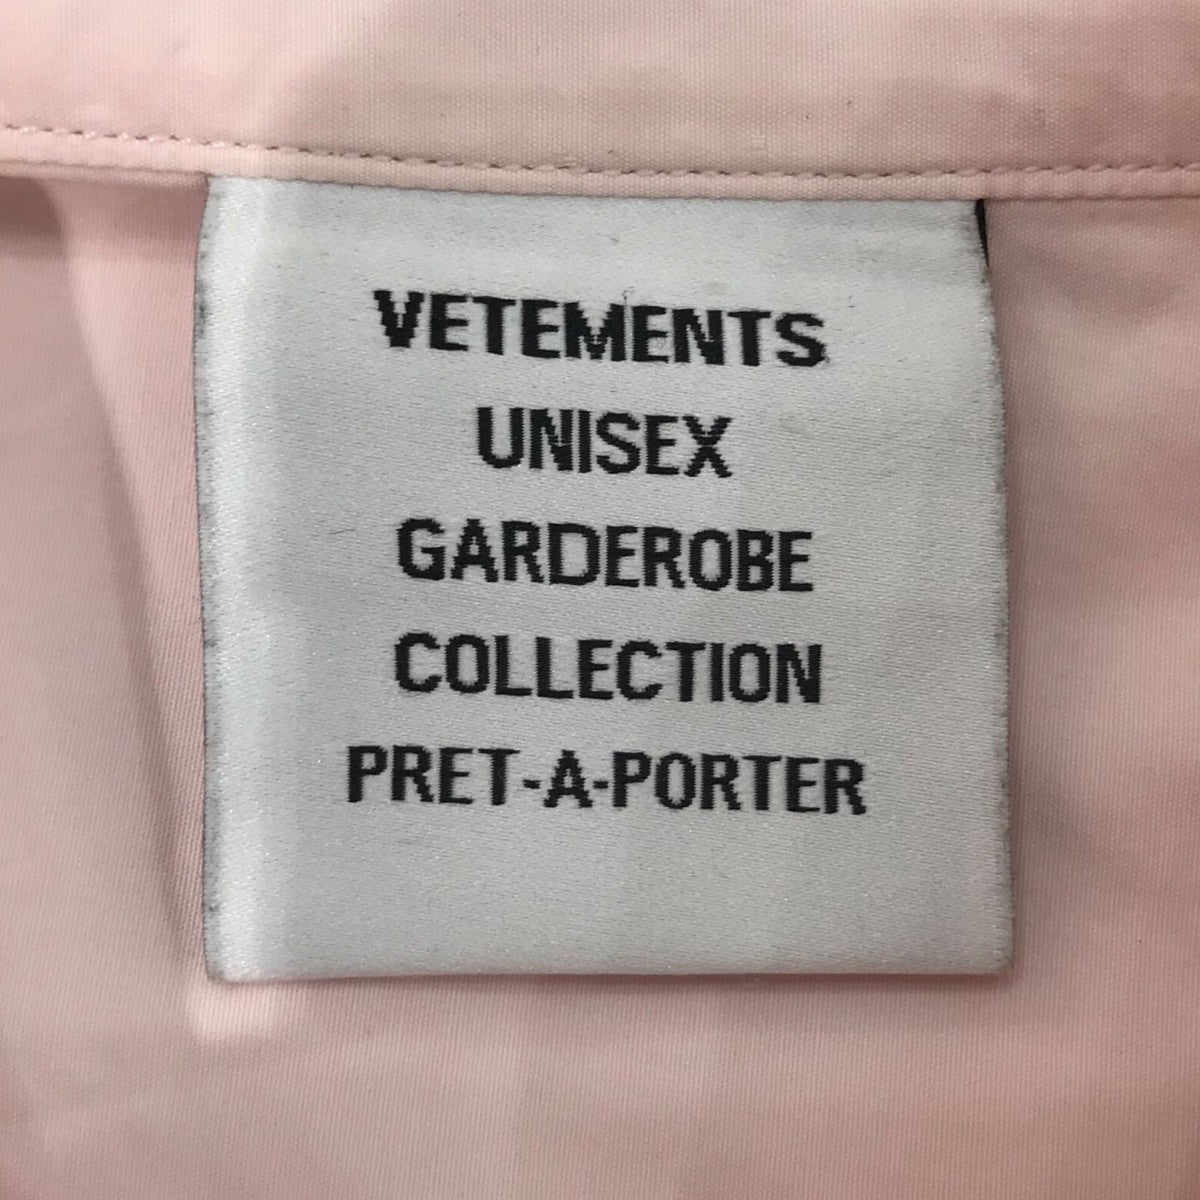 VETEMENTS
UNISEX
GARDEROBE
COLLECTION
PRET-A-PORTER